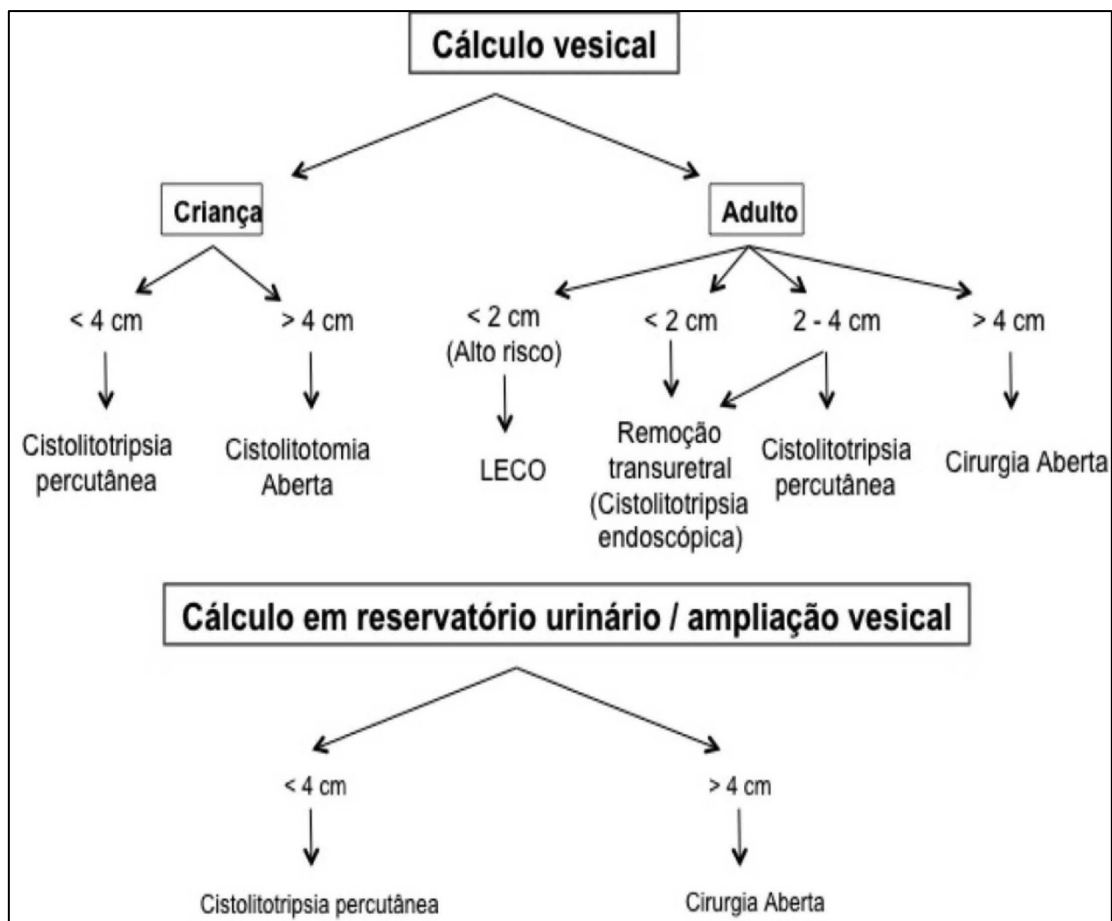 Cálculo vesical
Criança
Adulto
< 4 cm
> 4 cm
< 2 cm
(Alto risco)
< 2 cm
2 - 4 cm
> 4 cm
Cistolitotripsia
percutânea
Cistolitotomia
Aberta
LECO
Remoção
transuretral
(Cistolitotripsia
endoscópica)
Cistolitotripsia
percutânea
Cirurgia Aberta
Cálculo em reservatório urinário / ampliação vesical
< 4 cm
> 4 cm
Cistolitotripsia percutânea
Cirurgia Aberta